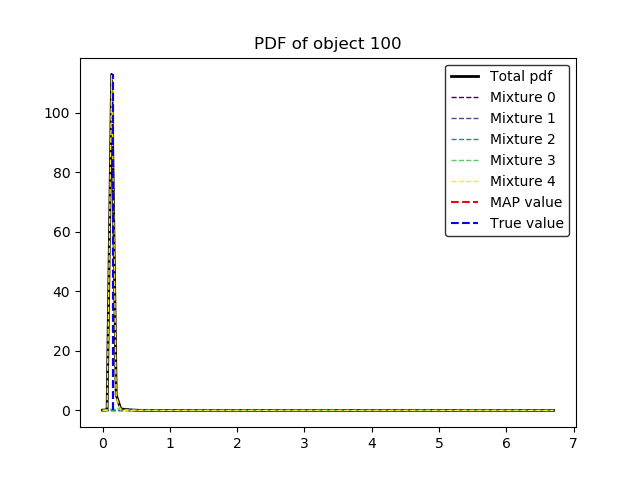 PDF of object 100
Total pdf
Mixture 0
Mixture 1
Mixture 2
Mixture 3
Mixture 4
MAP value
True value
100
80
60
40
20
0
0 1 2 3 4 5 6 7